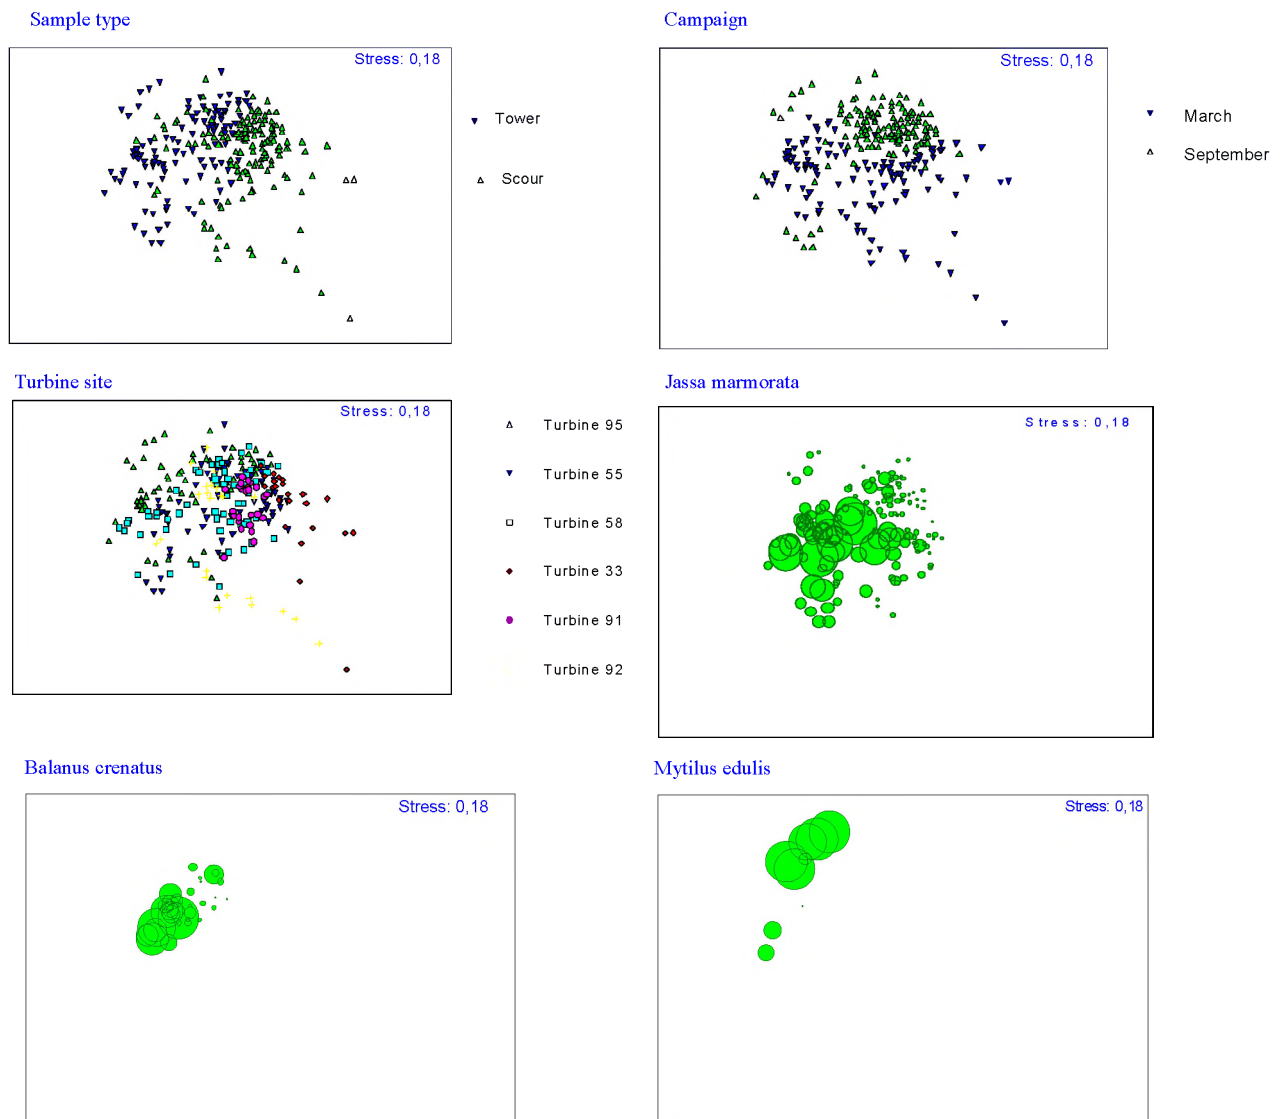 Sample type
Stress: 0,18
Tower
Scour
Campaign
Stress: 0,18
March
September
Turbine site
Stress: 0,18
Turbine 95
Turbine 55
Turbine 58
Turbine 33
Turbine 91
Turbine 92
Jassa marmorata
Stress: 0,18
Balanus crenatus
Stress: 0,18
Mytilus edulis
Stress: 0,18